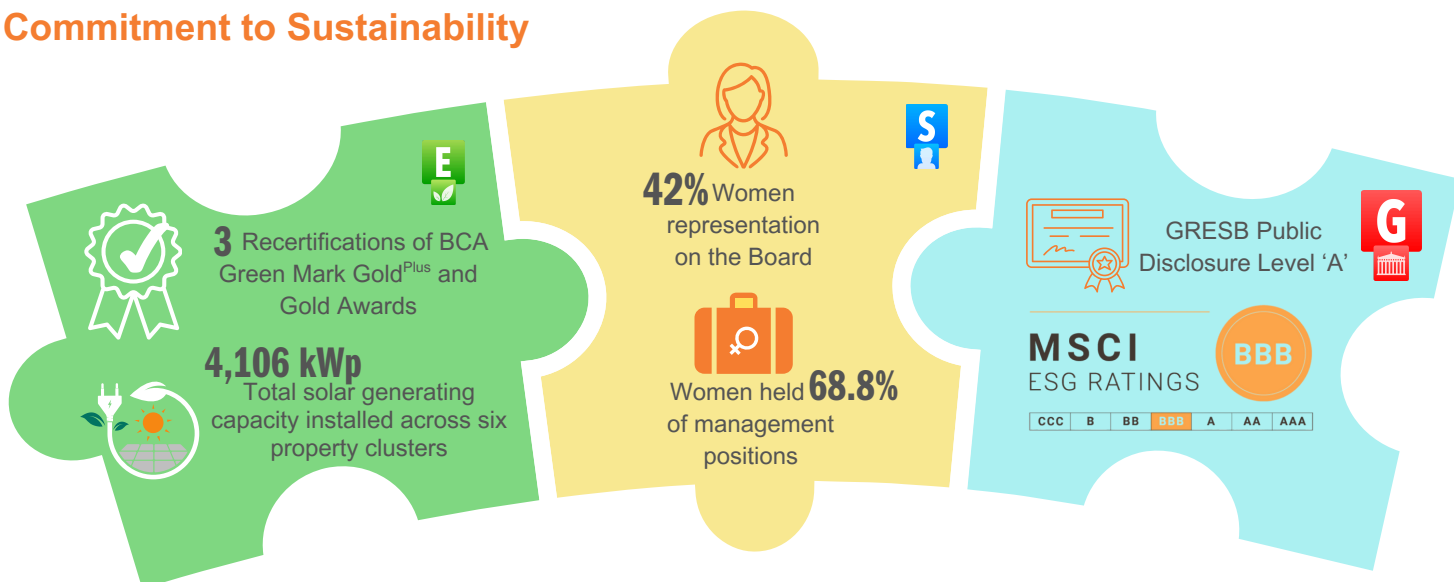 Commitment to Sustainability
E
3 Recertifications of BCA
Green Mark Gold Plus and
Gold Awards
4,106 kWp
Total solar generating
capacity installed across six
property clusters
S
42% Women
representation
on the Board
Women held 68.8%
of management
positions
G
GRESB Public
Disclosure Level ‘A’
MSCI
ESG RATINGS
BBB
CCC B BB BBB A AA AAA